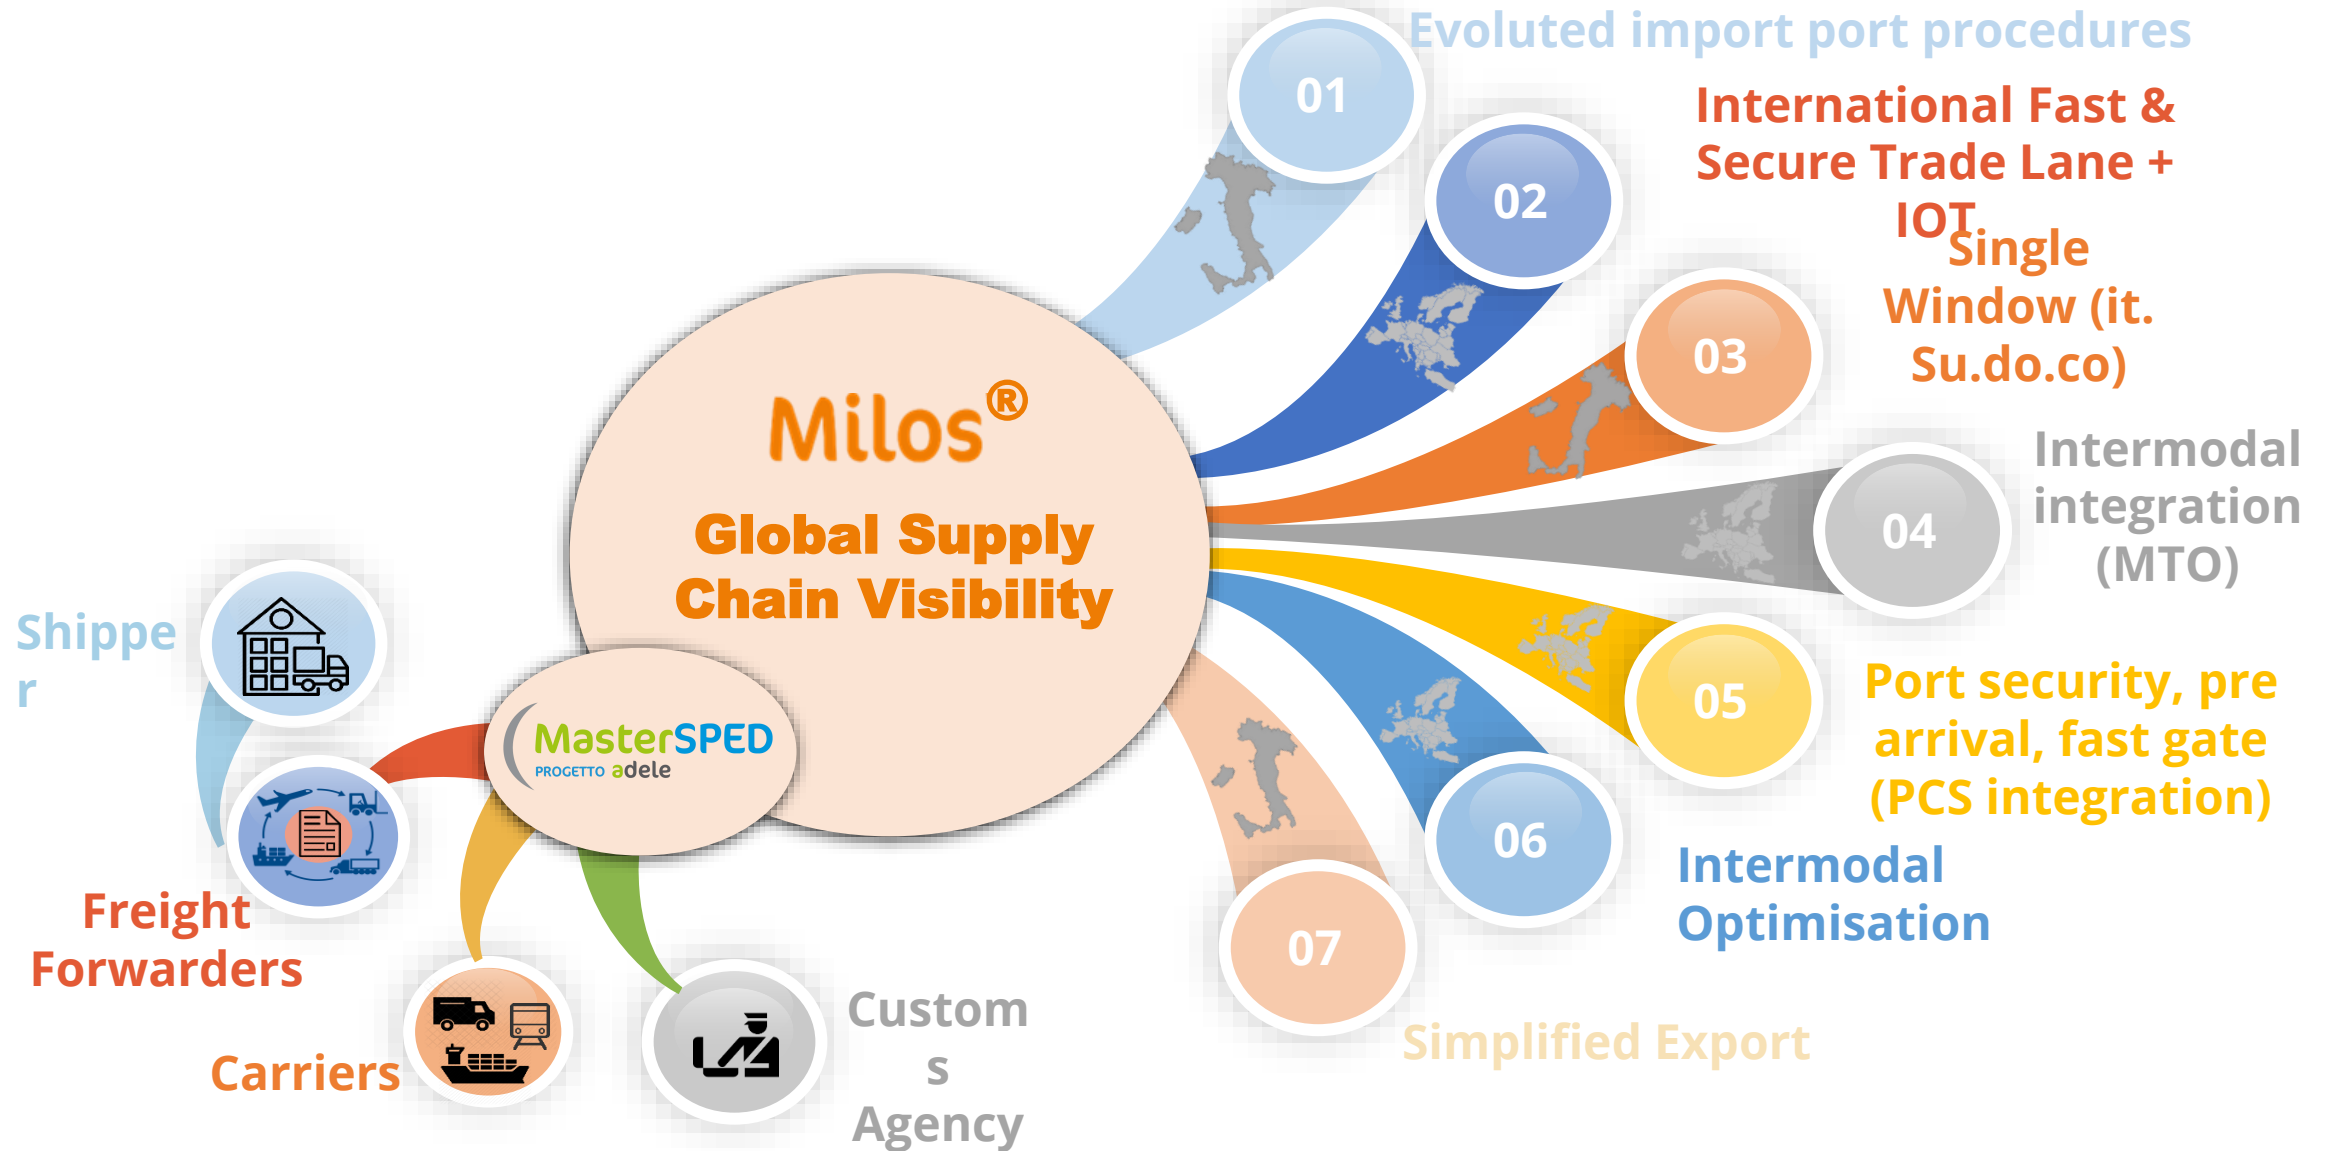 01
Evoluted import port procedures
02
International Fast &
Secure Trade Lane +
IOT
03
Single
Window (it.
Su.do.co)
04
Intermodal
integration
(MTO)
05
Port security, pre
arrival, fast gate
(PCS integration)
06
Intermodal
Optimisation
07
Simplified Export
Milos®
Global Supply
Chain Visibility
MasterSPED
PROGETTO adele
Shippe
r
Freight
Forwarders
Carriers
Custom
s
Agency